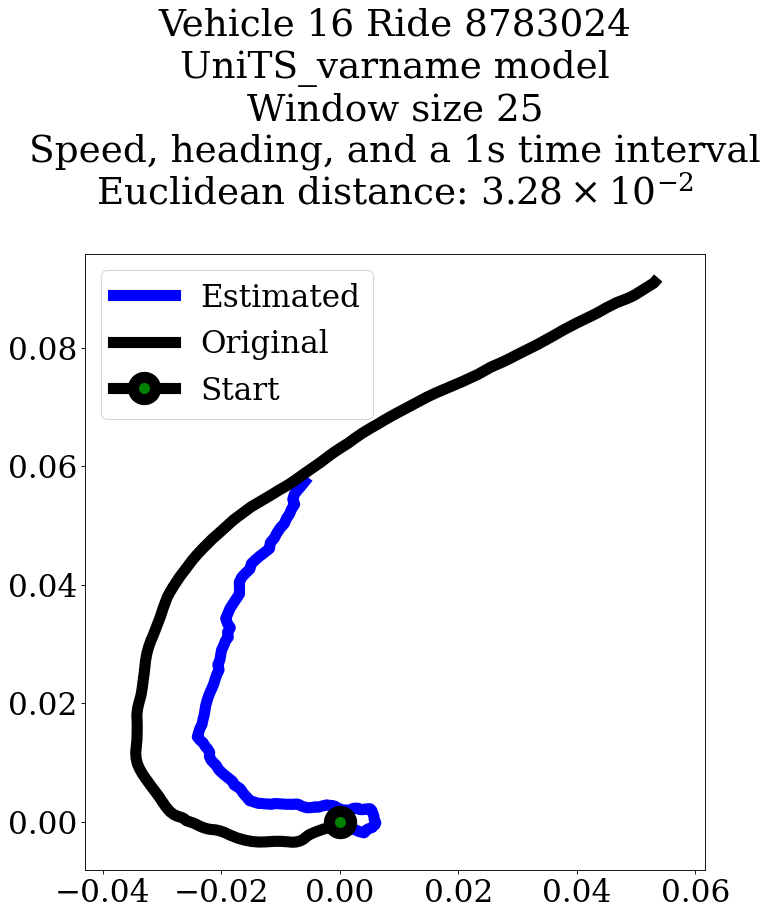 Vehicle 16 Ride 8783024
UniTS_varname model
Window size 25
Speed, heading, and a 1s time interval
Euclidean distance: 3.28 × 10⁻²
Estimated
Original
Start
0.08
0.06
0.04
0.02
0.00
−0.04 −0.02 0.00 0.02 0.04 0.06